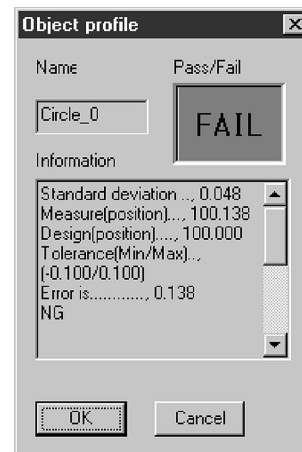 Object profile
Name
Pass/Fail
Circle_0
FAIL
Information
Standard deviation .., 0.048
Measure(position)..., 100.138
Design(position)...., 100.000
Tolerance(Min/Max)..,
(-0.100/0.100)
Error is............, 0.138
NG
OK
Cancel